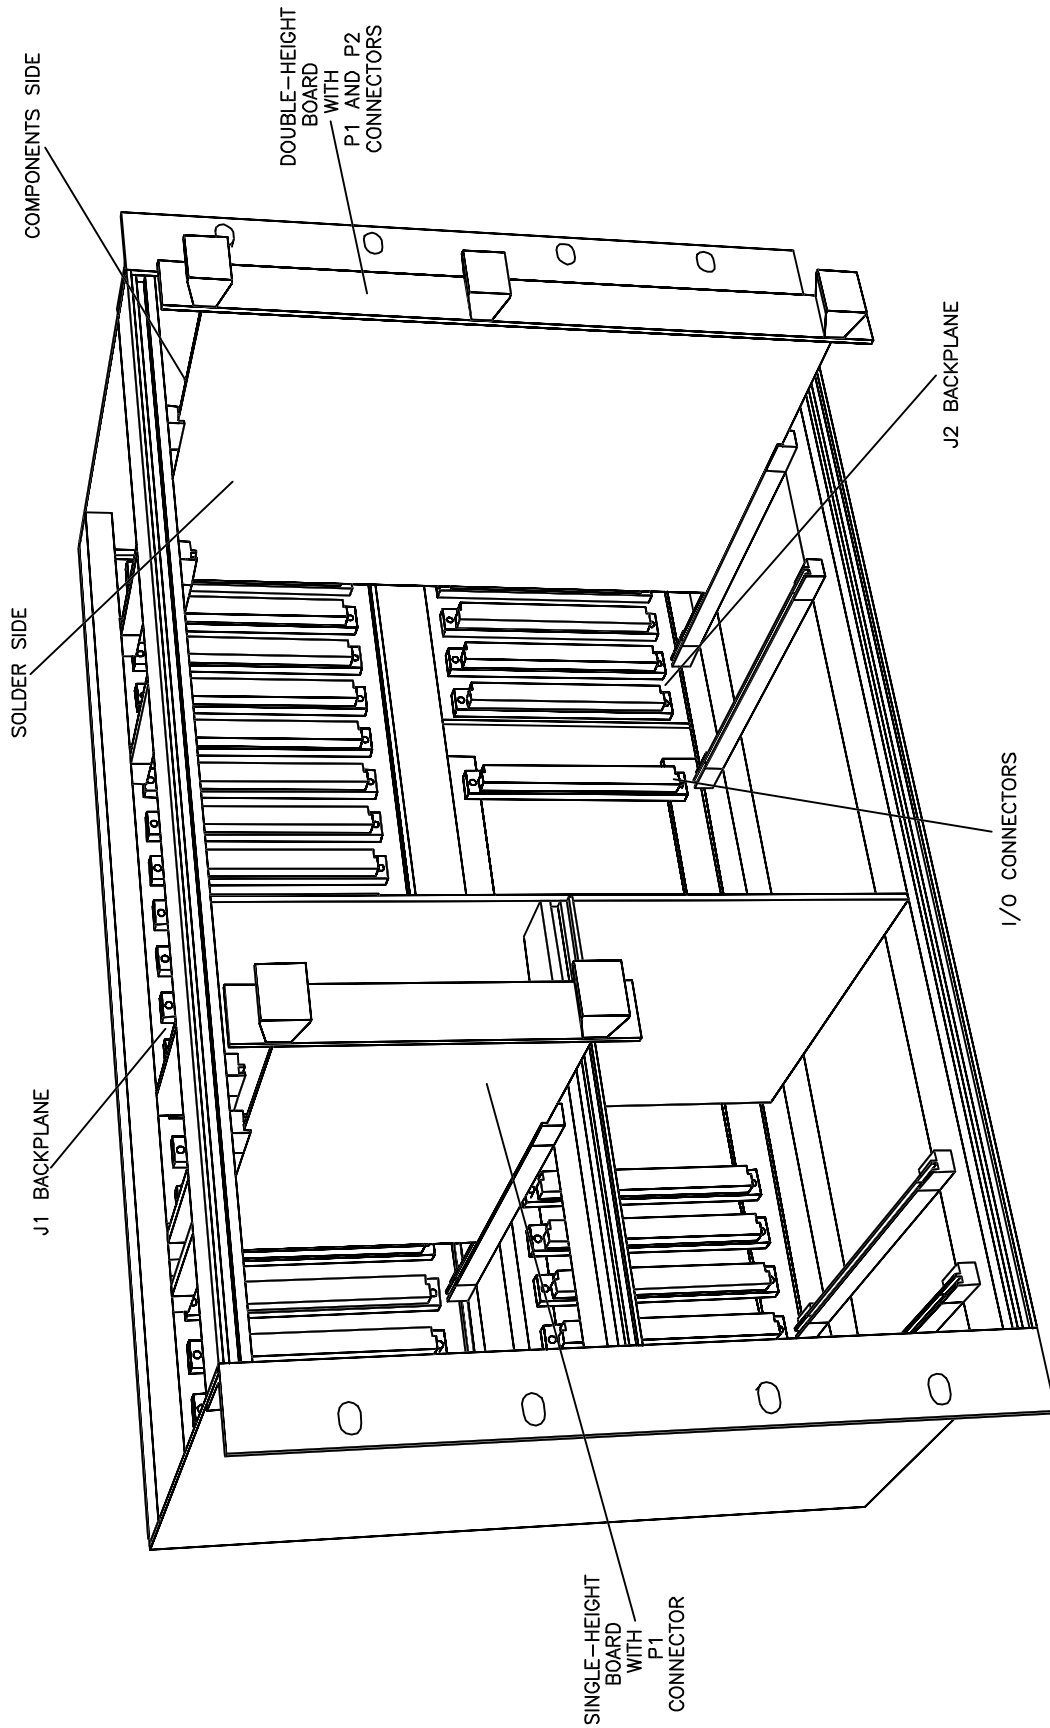 SINGLE-HEIGHT
BOARD
WITH
P1
CONNECTOR
J1 BACKPLANE
SOLDER SIDE
COMPONENTS SIDE
DOUBLE-HEIGHT
BOARD
WITH
P1 AND P2
CONNECTORS
I/O CONNECTORS
J2 BACKPLANE